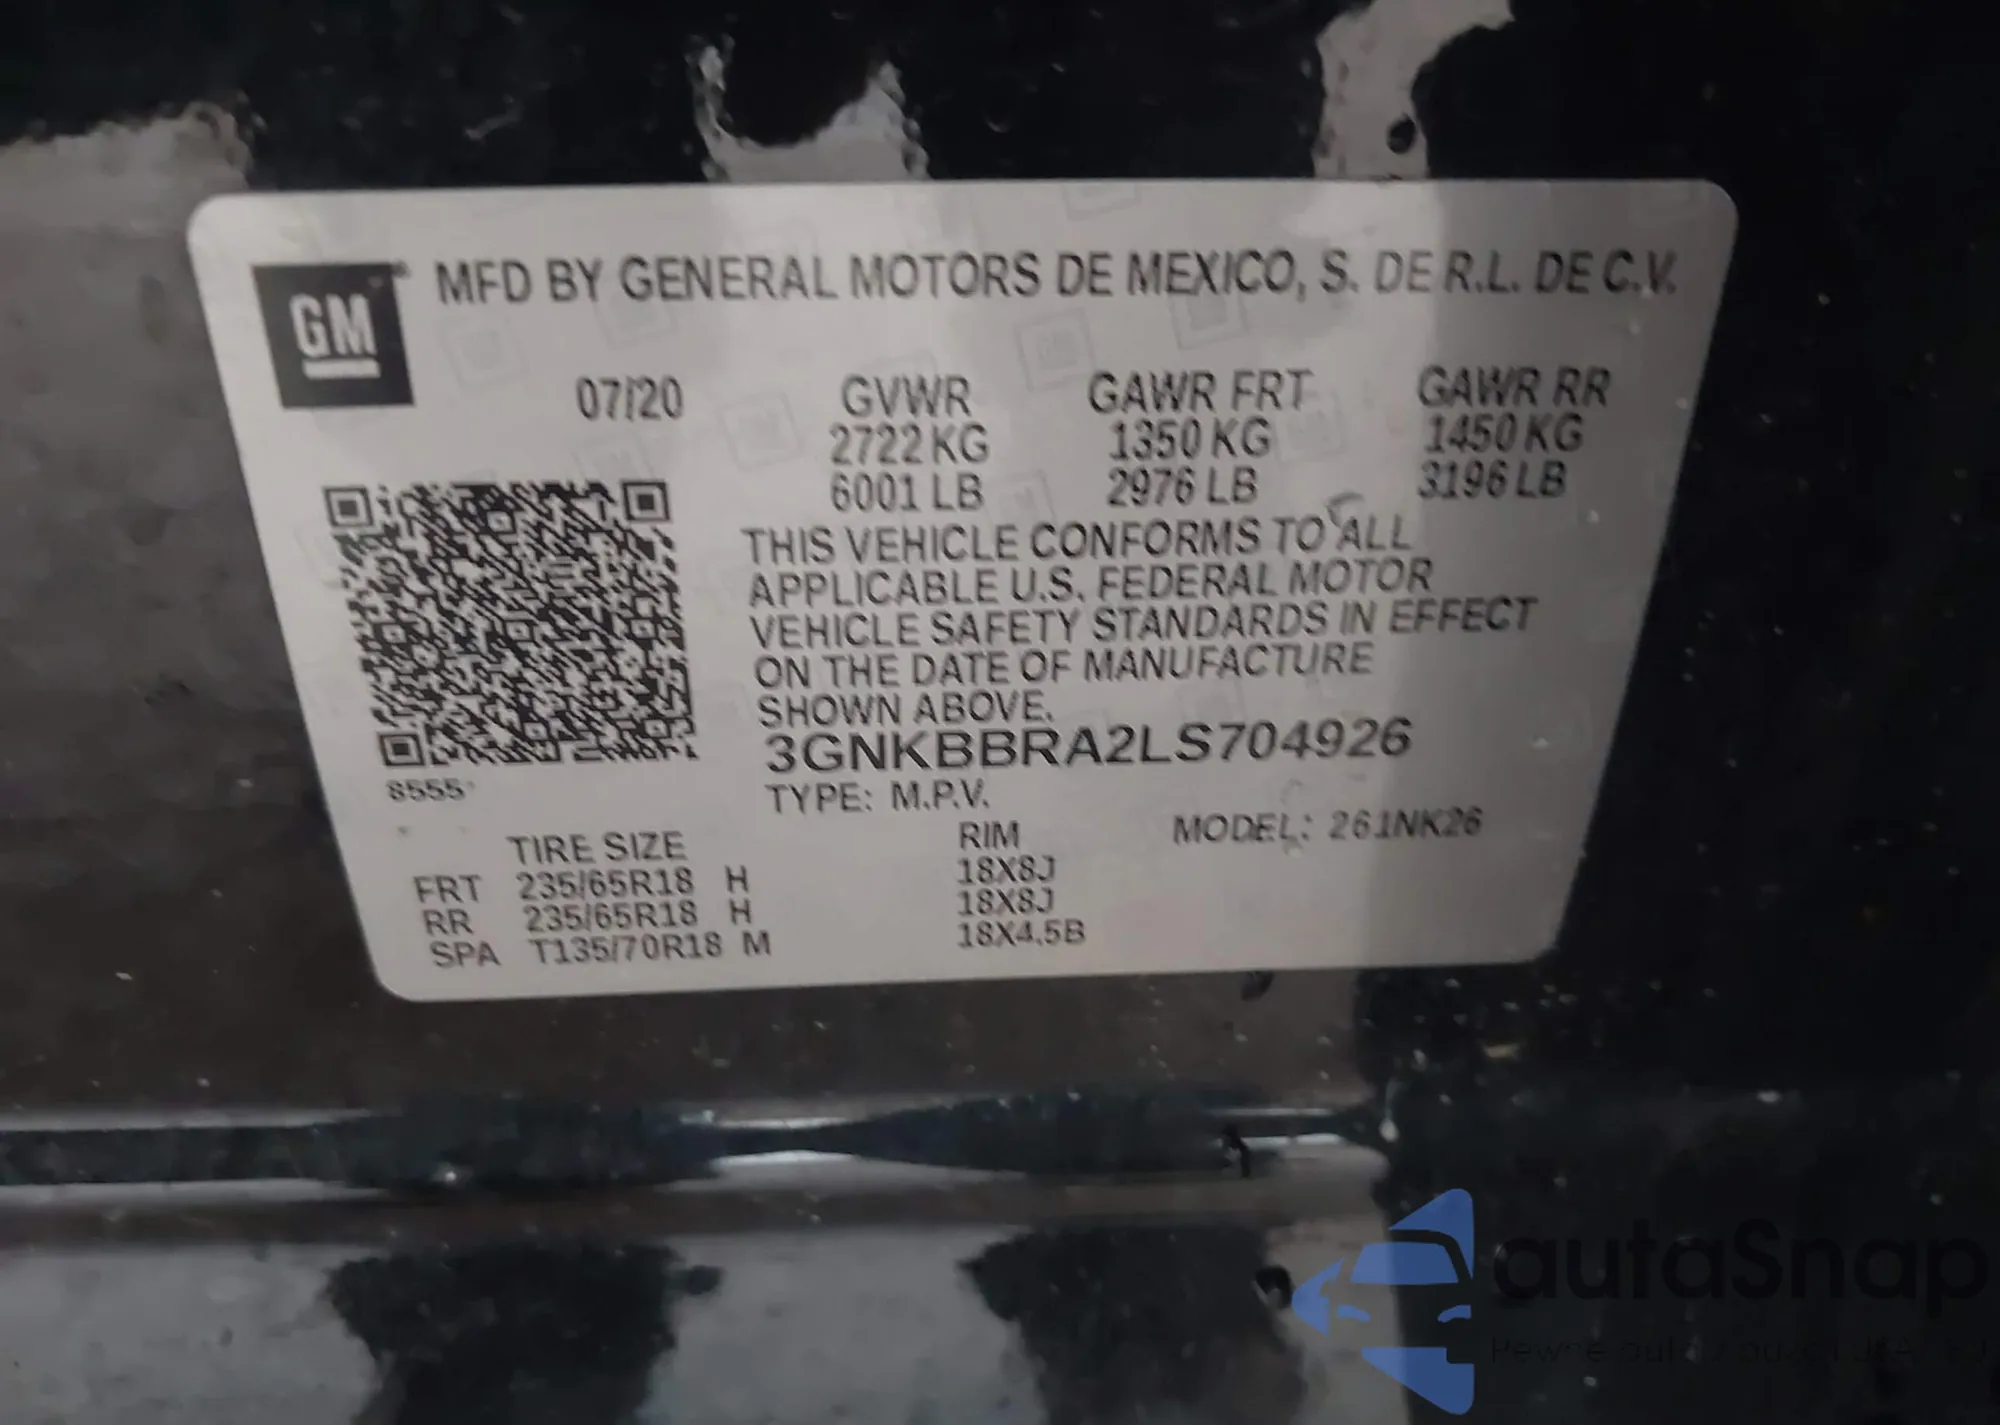 GM
MFD BY GENERAL MOTORS DE MEXICO, S. DE R.L. DE C.V.
07/20 GVWR GAWR FRT GAWR RR
2722 KG 1350 KG 1450 KG
6001 LB 2976 LB 3196 LB
THIS VEHICLE CONFORMS TO ALL
APPLICABLE U.S. FEDERAL MOTOR
VEHICLE SAFETY STANDARDS IN EFFECT
ON THE DATE OF MANUFACTURE
SHOWN ABOVE.
3GNKBBRA2LS704926
8555
TYPE: M.P.V.
TIRE SIZE RIM MODEL: 261NK26
FRT 235/65R18 H 18X8J
RR 235/65R18 H 18X8J
SPA T135/70R18 M 18X4.5B
autaSnap
Pewne auta z